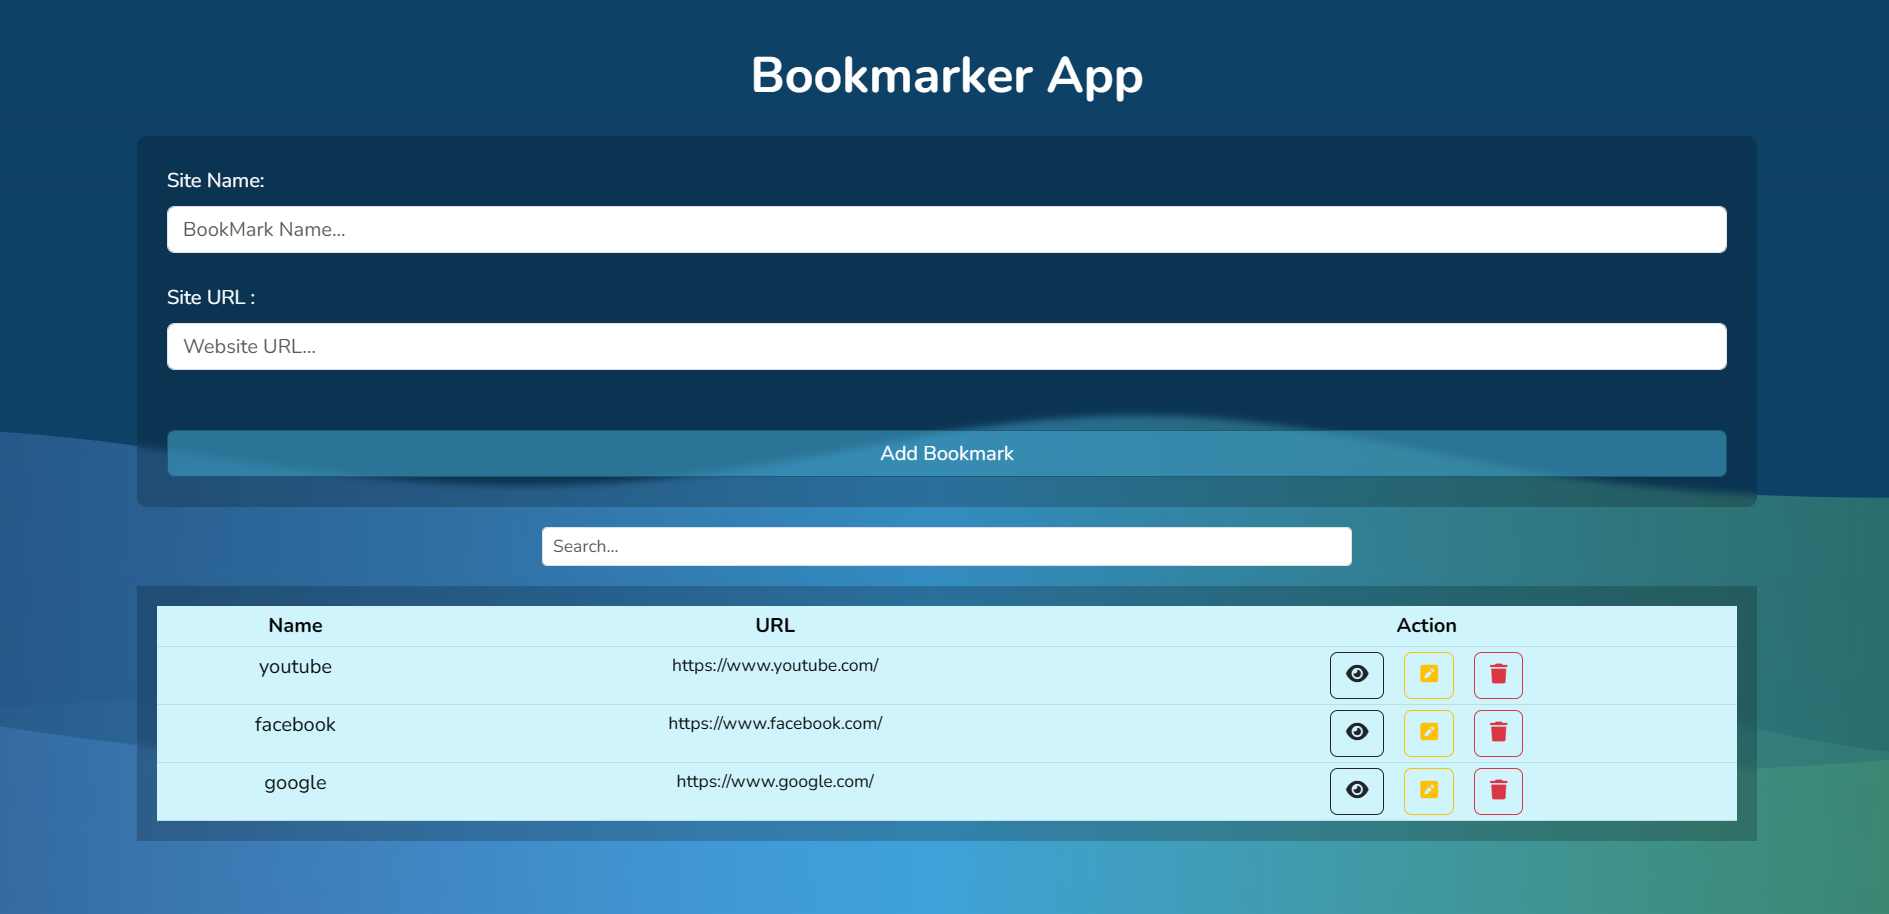 Bookmarker App
Site Name:
BookMark Name...
Site URL :
Website URL...
Add Bookmark
Search...
Name URL Action
youtube https://www.youtube.com/
facebook https://www.facebook.com/
google https://www.google.com/